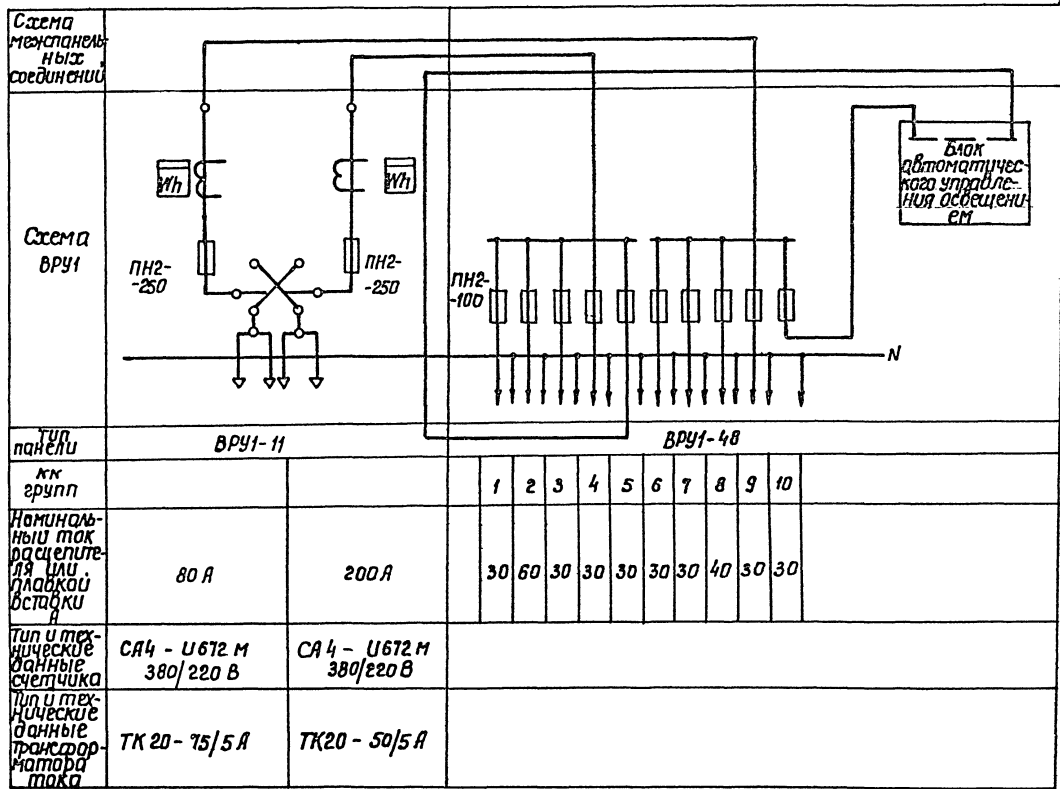 Схема
межпанель-
ных
соединений
Схема
ВРУ1
Wh
Wh
ПН2-
-250
ПН2-
-250
ПН2-
-100
Блок
автоматичес-
кого управле-
ния освещени-
ем
N
Тип
панели
ВРУ1-11
ВРУ1-48
КК
групп
1 2 3 4 5 6 7 8 9 10
Номиналь-
ный ток
расцепите-
ля или
плавкой
вставки
А
80 А
200 А
30 60 30 30 30 30 30 40 30 30
Тип и тех-
нические
данные
счетчика
СА4 - И672 М
380/220 В
СА4 - И672 М
380/220 В
Тип и тех-
нические
данные
трансфор-
матора
тока
ТК 20 - 75/5 А
ТК20 - 50/5 А